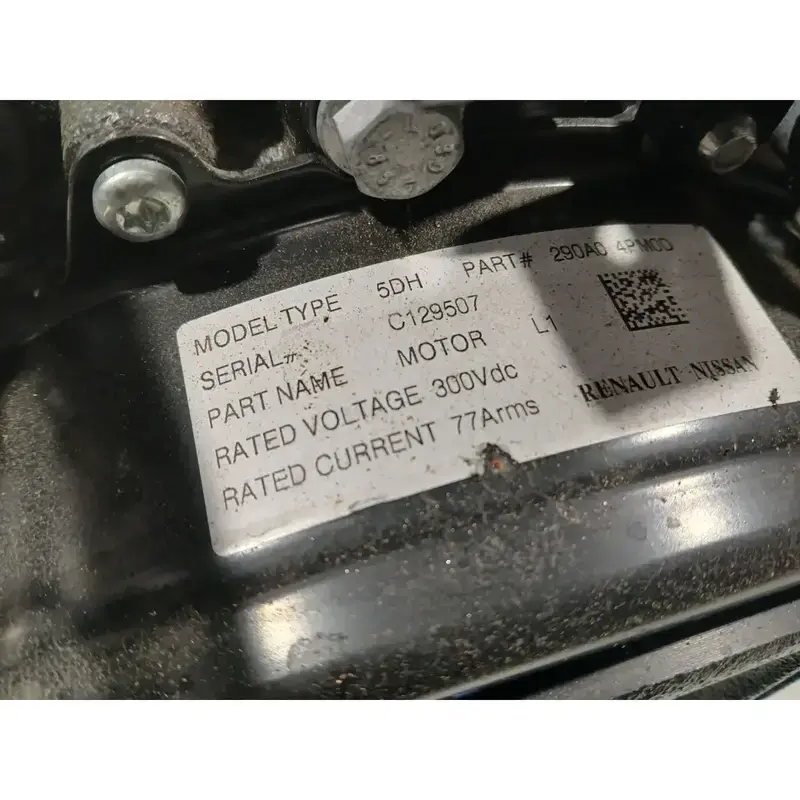 MODEL TYPE 5DH PART# 290A0 4PM0D
SERIAL# C129507
PART NAME MOTOR L1
RATED VOLTAGE 300Vdc
RATED CURRENT 77Arms
RENAULT NISSAN